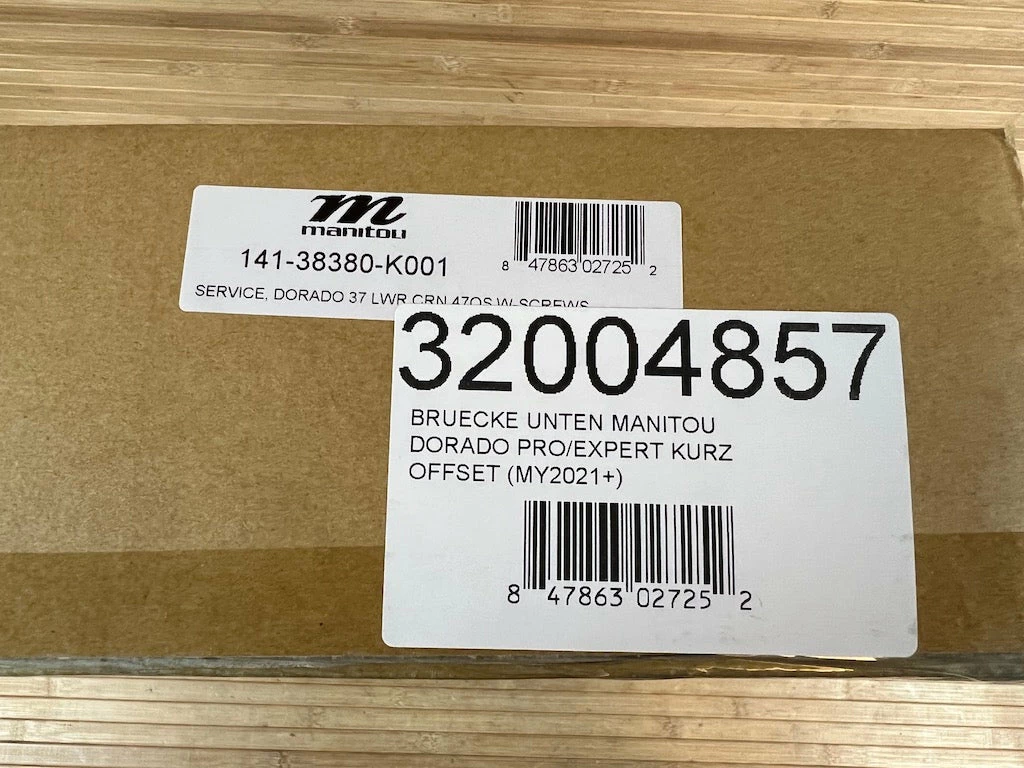 m
manitou
141-38380-K001
8 47863 02725 2
SERVICE, DORADO 37 LWR CRN 47OS W-SCREWS
32004857
BRUECKE UNTEN MANITOU
DORADO PRO/EXPERT KURZ
OFFSET (MY2021+)
8 47863 02725 2